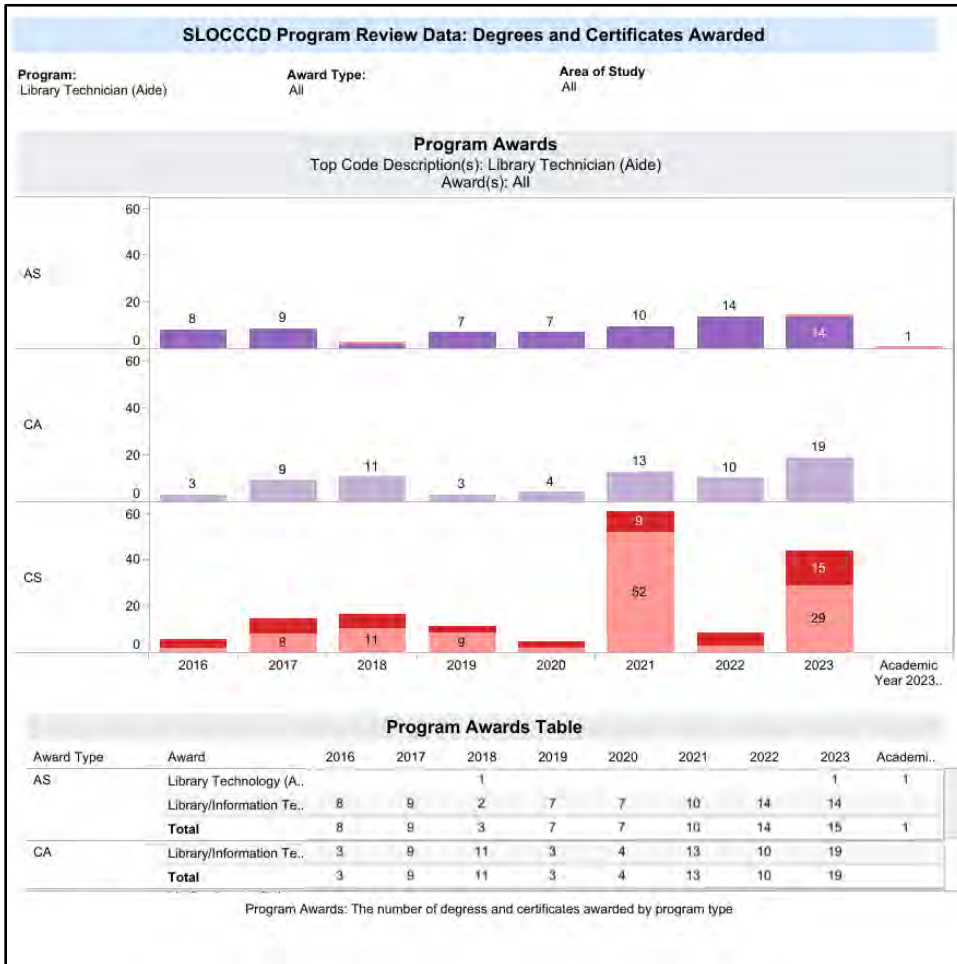 SLOCCCD Program Review Data: Degrees and Certificates Awarded
Program: Award Type: Area of Study
Library Technician (Aide) All All
Program Awards
Top Code Description(s): Library Technician (Aide)
Award(s): All
AS
60
40
20
0
8 9 7 7 10 14 14 1
CA
60
40
20
0
3 9 11 3 4 13 10 19
CS
60
40
20
0
9 15
8 11 9 52 29
2016 2017 2018 2019 2020 2021 2022 2023 Academic
Year 2023..
Program Awards Table
Award Type Award 2016 2017 2018 2019 2020 2021 2022 2023 Academi..
AS Library Technology (A.. 1 1 1
Library/Information Te.. 8 9 2 7 7 10 14 14
Total 8 9 3 7 7 10 14 15 1
CA Library/Information Te.. 3 9 11 3 4 13 10 19
Total 3 9 11 3 4 13 10 19
Program Awards: The number of degress and certificates awarded by program type